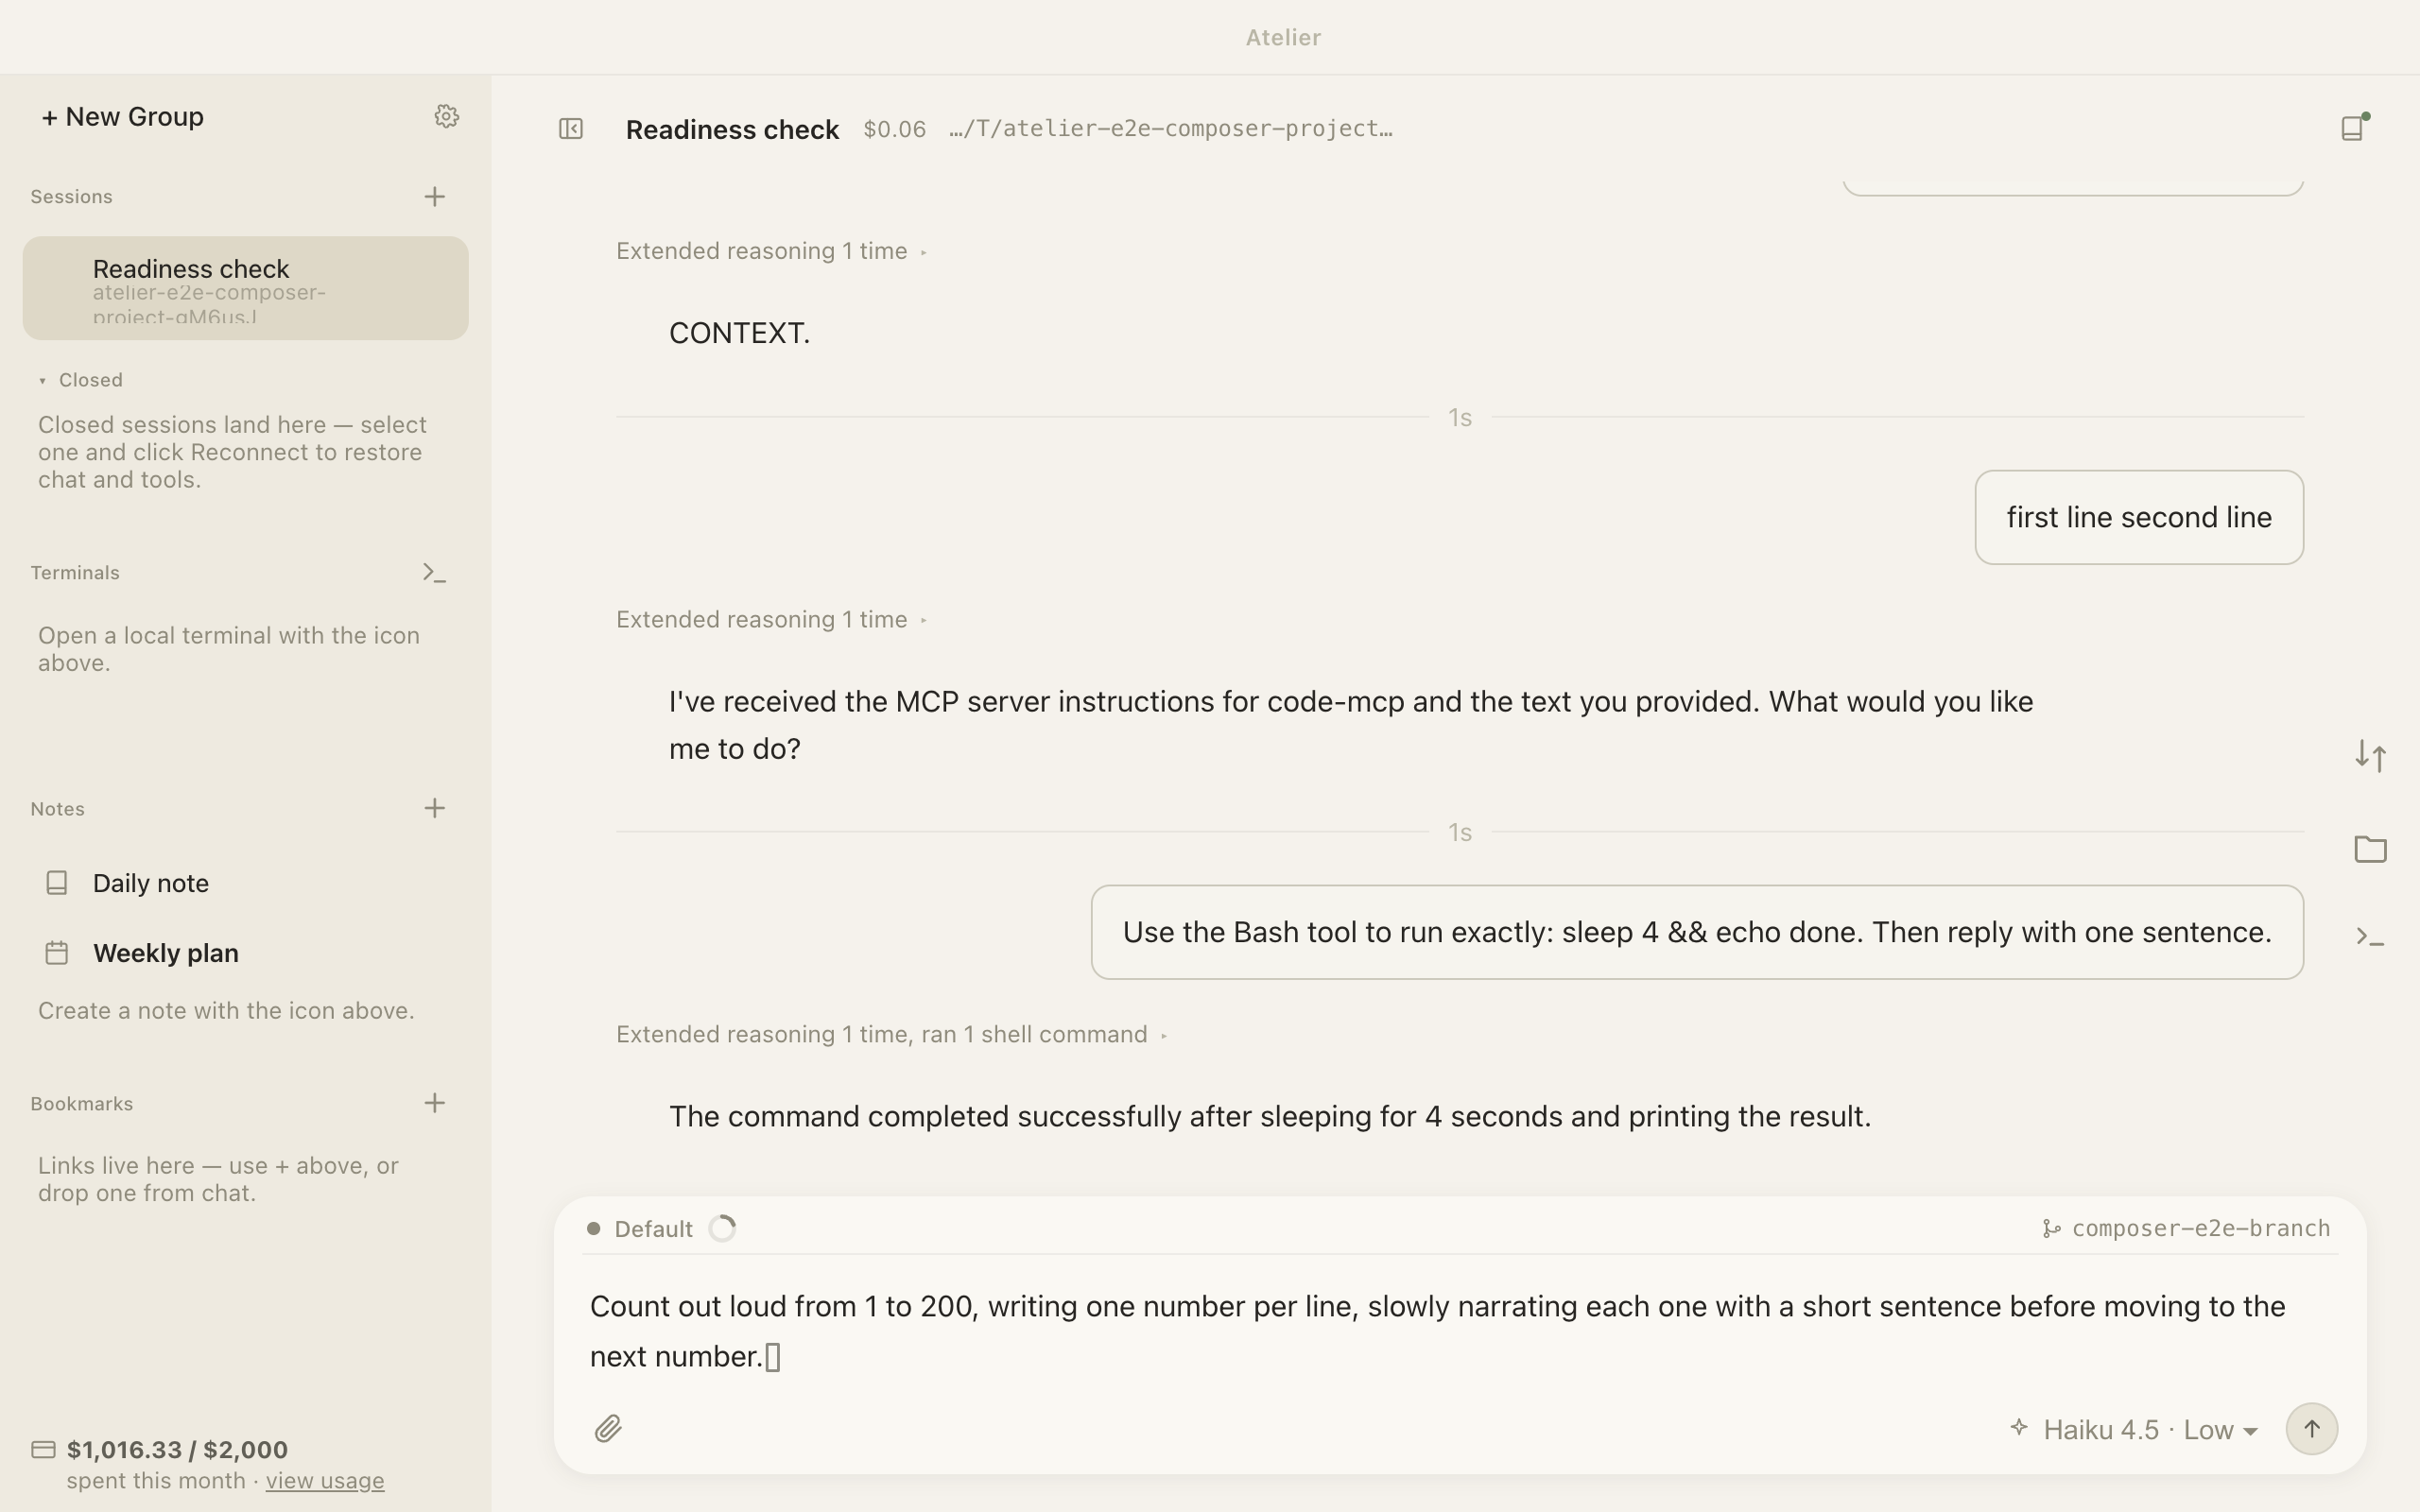 Atelier
+ New Group
Sessions
Readiness check
atelier-e2e-composer-
project-qM6usJ
Closed
Closed sessions land here — select
one and click Reconnect to restore
chat and tools.
Terminals
Open a local terminal with the icon
above.
Notes
Daily note
Weekly plan
Create a note with the icon above.
Bookmarks
Links live here — use + above, or
drop one from chat.
$1,016.33 / $2,000
spent this month · view usage
Readiness check $0.06 …/T/atelier-e2e-composer-project…
Extended reasoning 1 time
CONTEXT.
1s
first line second line
Extended reasoning 1 time
I've received the MCP server instructions for code-mcp and the text you provided. What would you like
me to do?
1s
Use the Bash tool to run exactly: sleep 4 && echo done. Then reply with one sentence.
Extended reasoning 1 time, ran 1 shell command
The command completed successfully after sleeping for 4 seconds and printing the result.
Default
composer-e2e-branch
Count out loud from 1 to 200, writing one number per line, slowly narrating each one with a short sentence before moving to the
next number.
Haiku 4.5 · Low